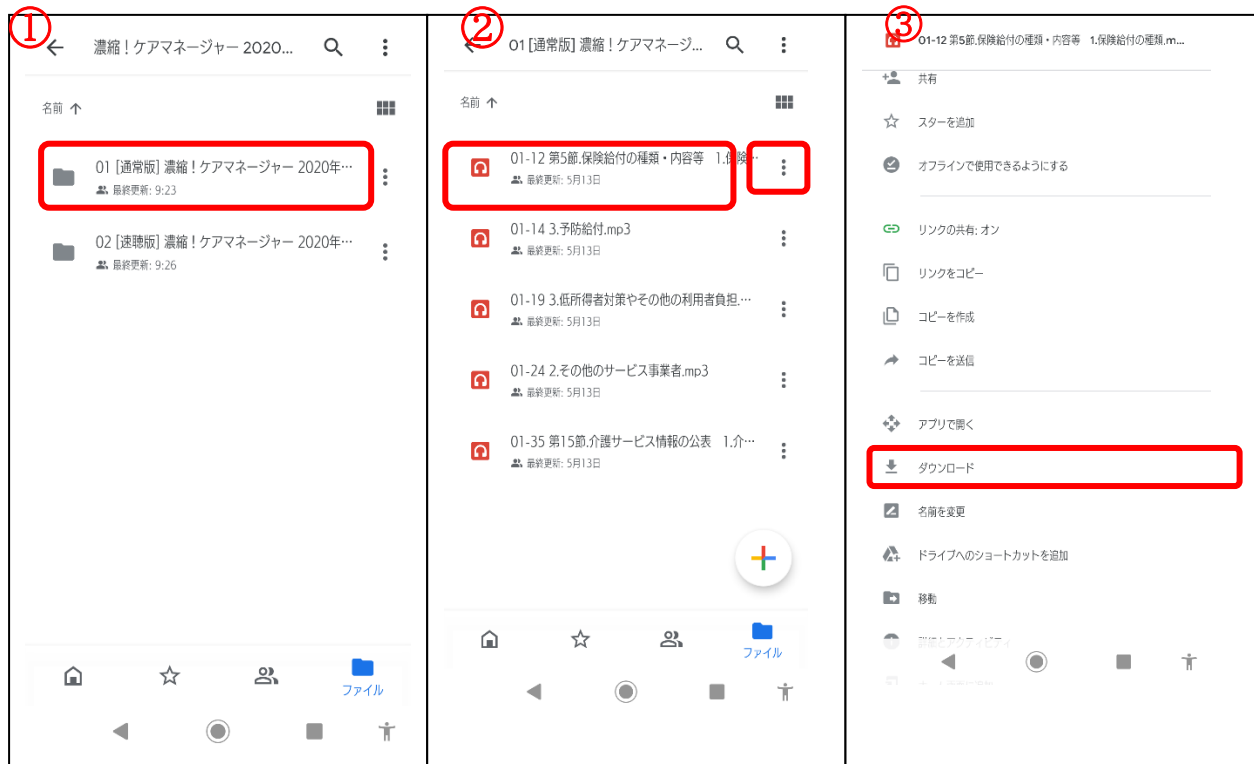 ①
濃縮！ケアマネージャー 2020...
名前 ↑
01 [通常版] 濃縮！ケアマネージャー 2020年…
最終更新: 9:23
02 [速聴版] 濃縮！ケアマネージャー 2020年…
最終更新: 9:26
ファイル
②
01 [通常版] 濃縮！ケアマネージ...
名前 ↑
01-12 第5節.保険給付の種類・内容等　1.保険…
最終更新: 5月13日
01-14 3.予防給付.mp3
最終更新: 5月13日
01-19 3.低所得者対策やその他の利用者負担.…
最終更新: 5月13日
01-24 2.その他のサービス事業者.mp3
最終更新: 5月13日
01-35 第15節.介護サービス情報の公表　1.介…
最終更新: 5月13日
ファイル
③
01-12 第5節.保険給付の種類・内容等　1.保険給付の種類.m...
共有
スターを追加
オフラインで使用できるようにする
リンクの共有: オン
リンクをコピー
コピーを作成
コピーを送信
アプリで開く
ダウンロード
名前を変更
ドライブへのショートカットを追加
移動
詳細とアクティビティ